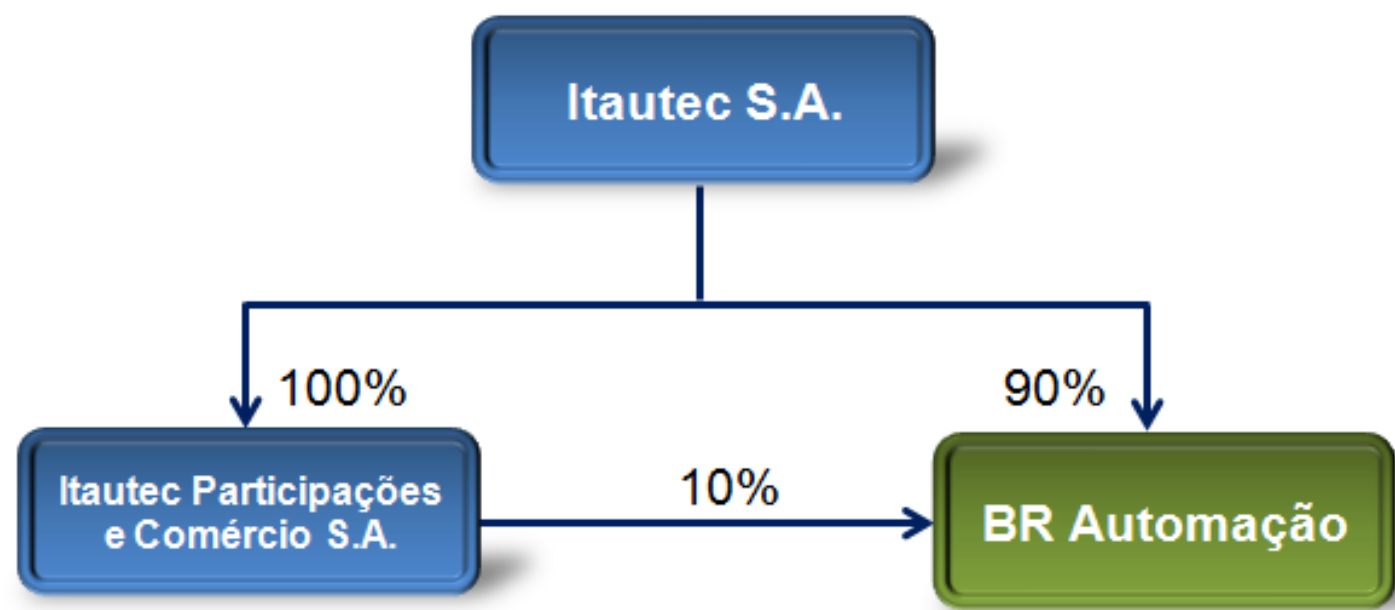 Itautec S.A.
100%
90%
Itautec Participações
e Comércio S.A.
10%
BR Automação